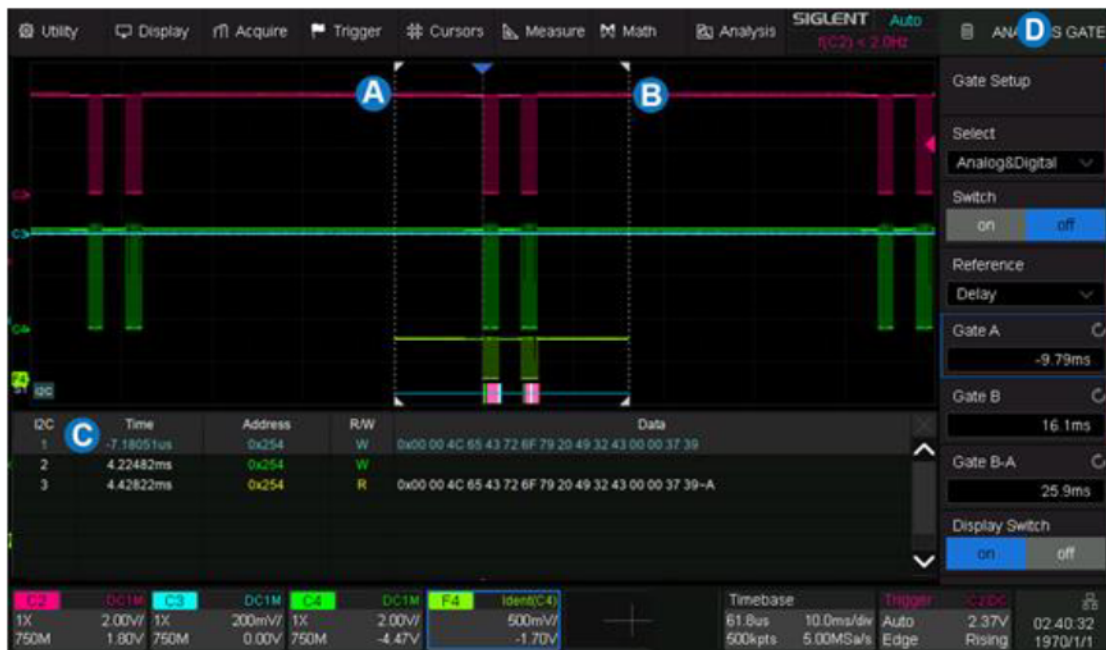 Utility Display Acquire Trigger Cursors Measure Math Analysis
SIGLENT Auto
f(C2) < 2.0Hz
ANA D S GATE
A
B
Gate Setup
Select
Analog&Digital
Switch
on off
Reference
Delay
Gate A
-9.79ms
Gate B
16.1ms
Gate B-A
25.9ms
Display Switch
on off
C3
C4
F4
S1 I2C
I2C C Time Address R/W Data
1 -7.18051us 0x254 W 0x00 00 4C 65 43 72 6F 79 20 49 32 43 00 00 37 39
2 4.22482ms 0x254 W
3 4.42822ms 0x254 R 0x00 00 4C 65 43 72 6F 79 20 49 32 43 00 00 37 39~A
C2 DC1M C3 DC1M C4 DC1M F4 Ident(C4)
1X 2.00V/ 1X 200mV/ 1X 2.00V/ 500mV/
750M 1.80V 750M 0.00V 750M -4.47V -1.70V
Timebase
61.8us 10.0ms/div
500kpts 5.00MSa/s
Trigger C2DC
Auto 2.37V
Edge Rising
02:40:32
1970/1/1